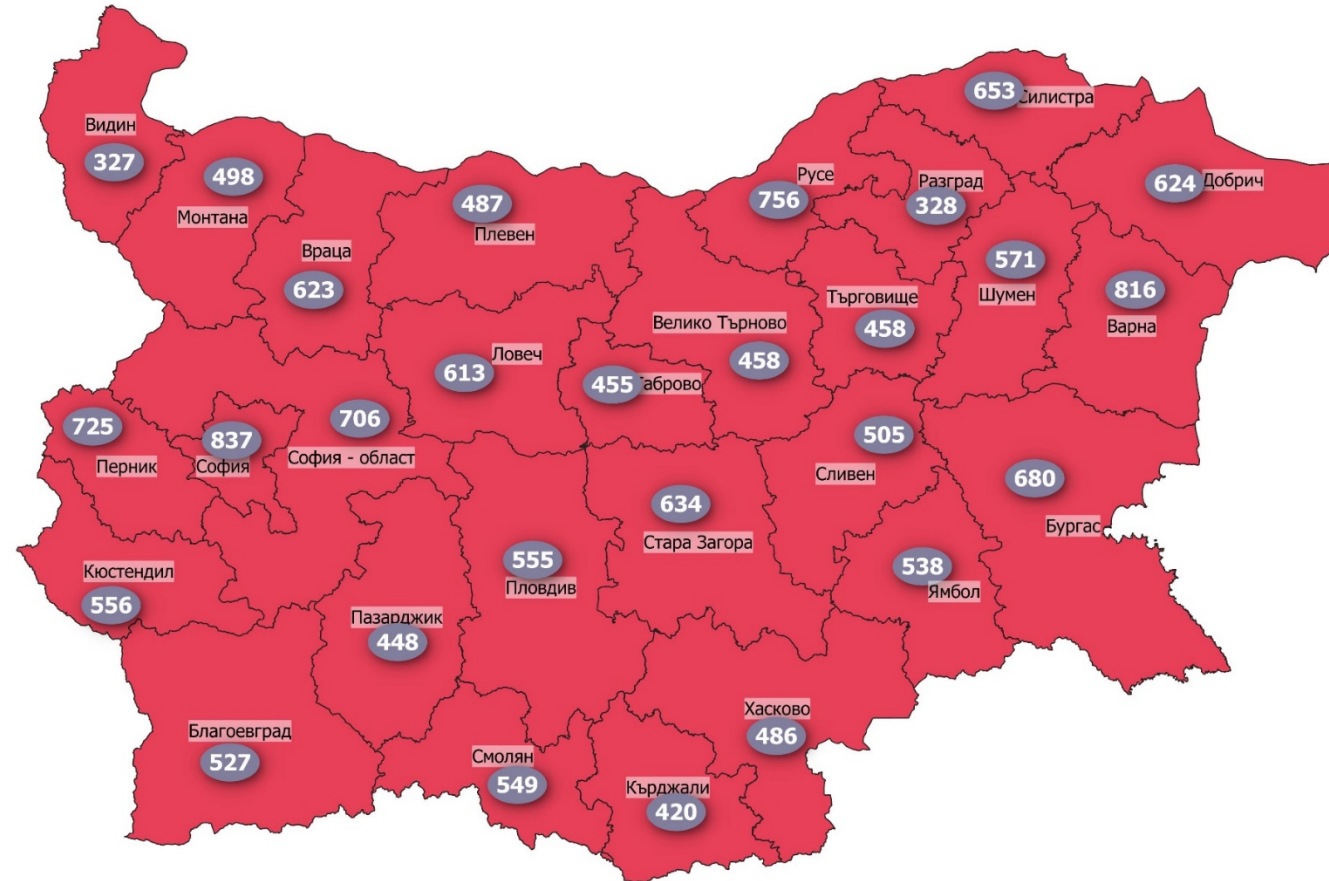 653
Силистра
Видин
327
498
Монтана
Русе
756
Разград
328
624
Добрич
487
Плевен
Враца
623
571
Шумен
816
Варна
Търговище
458
Велико Търново
458
Ловеч
613
455
Габрово
725
Перник
837
София
706
София - област
505
Сливен
680
Бургас
634
Стара Загора
555
Пловдив
538
Ямбол
Кюстендил
556
Пазарджик
448
Благоевград
527
Смолян
549
Хасково
486
Кърджали
420